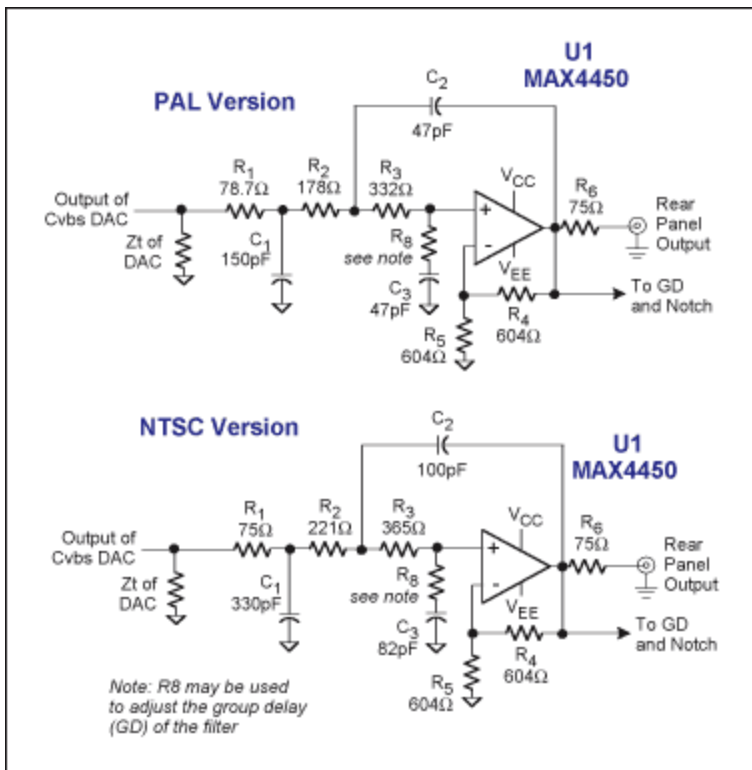 U1
MAX4450
PAL Version
C2
47pF
R1
78.7Ω
R2
178Ω
R3
332Ω
VCC
R6
75Ω
Rear
Panel
Output
Output of
Cvbs DAC
+
-
Zt of
DAC
C1
150pF
R8
see note
C3
47pF
VEE
To GD
and Notch
R4
604Ω
R5
604Ω
NTSC Version
U1
MAX4450
C2
100pF
R1
75Ω
R2
221Ω
R3
365Ω
VCC
R6
75Ω
Rear
Panel
Output
Output of
Cvbs DAC
+
-
Zt of
DAC
C1
330pF
R8
see note
C3
82pF
VEE
To GD
and Notch
R4
604Ω
R5
604Ω
Note: R8 may be used
to adjust the group delay
(GD) of the filter